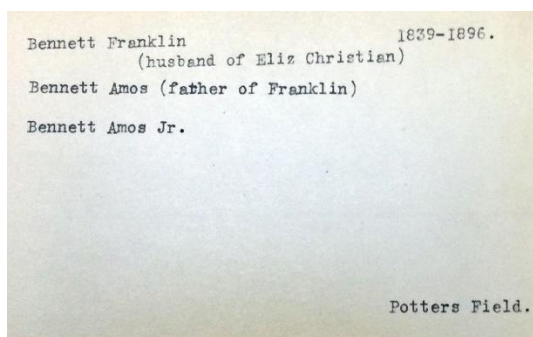 Bennett Franklin 1839-1896.
(husband of Eliz Christian)
Bennett Amos (father of Franklin)
Bennett Amos Jr.
Potters Field.